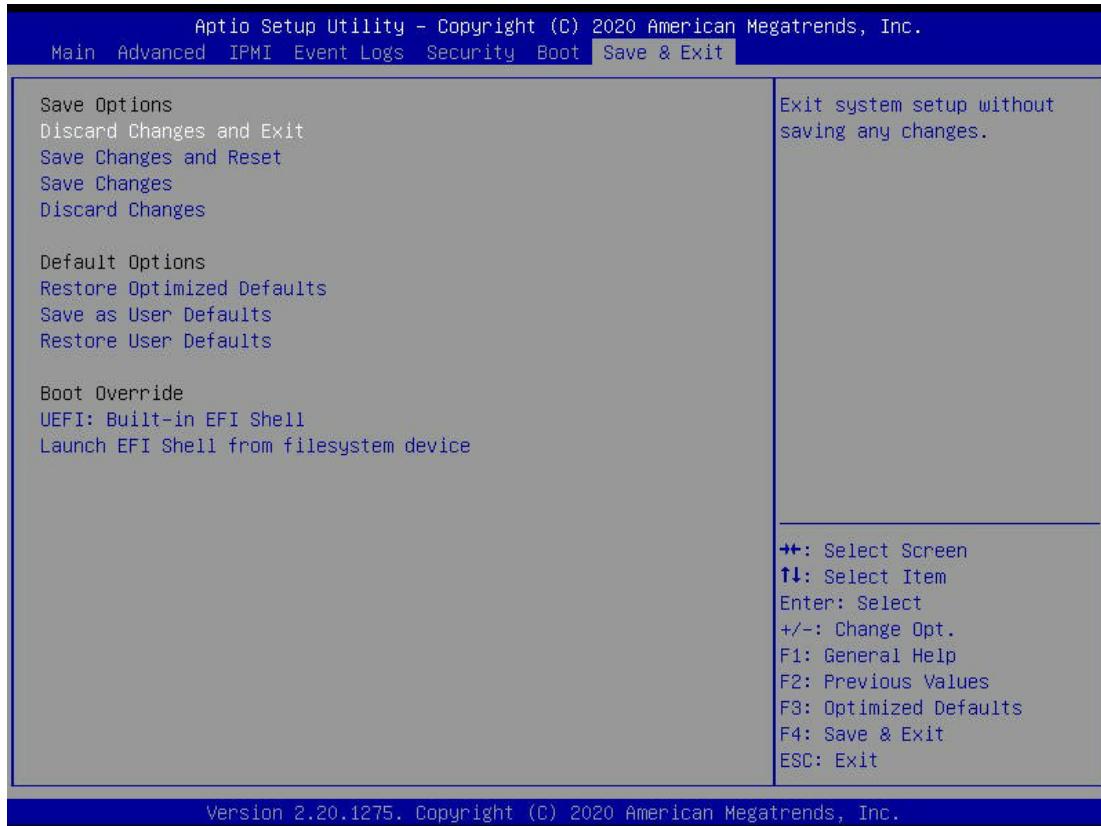 Aptio Setup Utility – Copyright (C) 2020 American Megatrends, Inc.
Main Advanced IPMI Event Logs Security Boot Save & Exit
Save Options
Discard Changes and Exit
Save Changes and Reset
Save Changes
Discard Changes
Default Options
Restore Optimized Defaults
Save as User Defaults
Restore User Defaults
Boot Override
UEFI: Built-in EFI Shell
Launch EFI Shell from filesystem device
Exit system setup without
saving any changes.
→←: Select Screen
↑↓: Select Item
Enter: Select
+/-: Change Opt.
F1: General Help
F2: Previous Values
F3: Optimized Defaults
F4: Save & Exit
ESC: Exit
Version 2.20.1275. Copyright (C) 2020 American Megatrends, Inc.